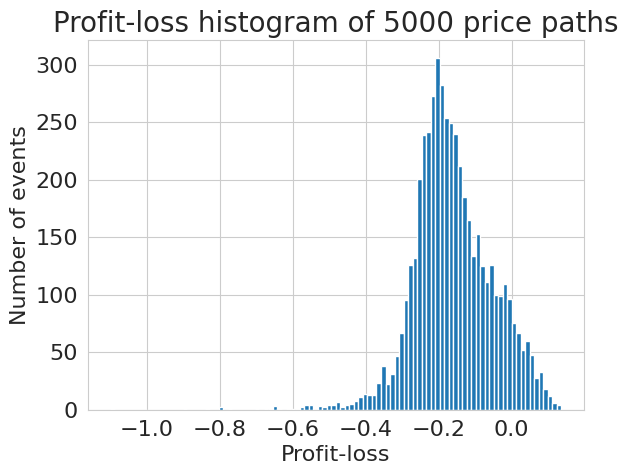 Profit-loss histogram of 5000 price paths
300
250
200
150
100
50
0
Number of events
−1.0 −0.8 −0.6 −0.4 −0.2 0.0
Profit-loss